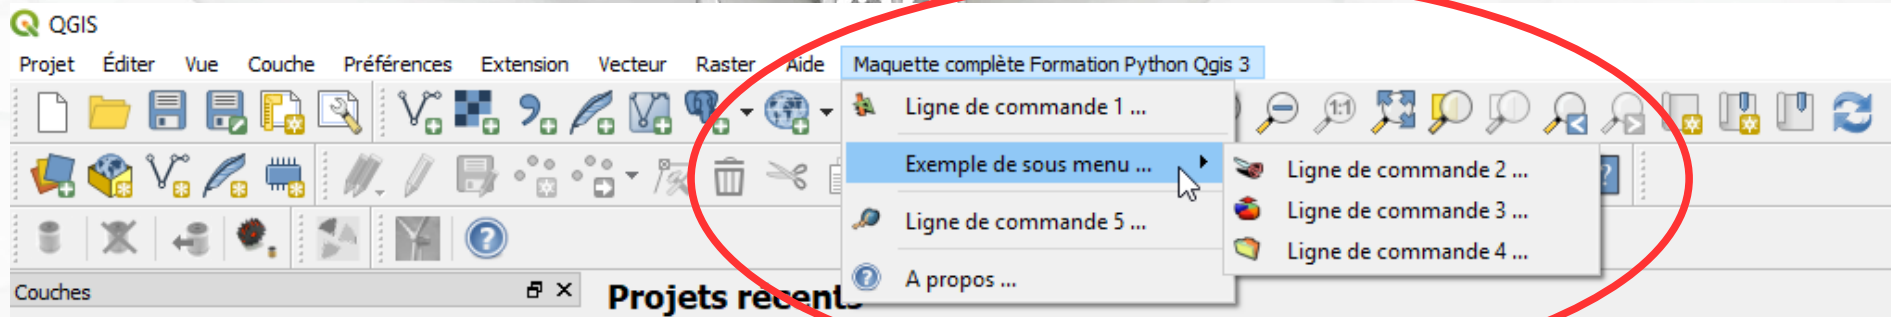 QGIS
Projet Éditer Vue Couche Préférences Extension Vecteur Raster Aide Maquette complète Formation Python Qgis 3
Ligne de commande 1 ...
1:1
Exemple de sous menu ...
Ligne de commande 2 ...
Ligne de commande 3 ...
Ligne de commande 4 ...
Ligne de commande 5 ...
A propos ...
Couches
Projets récents